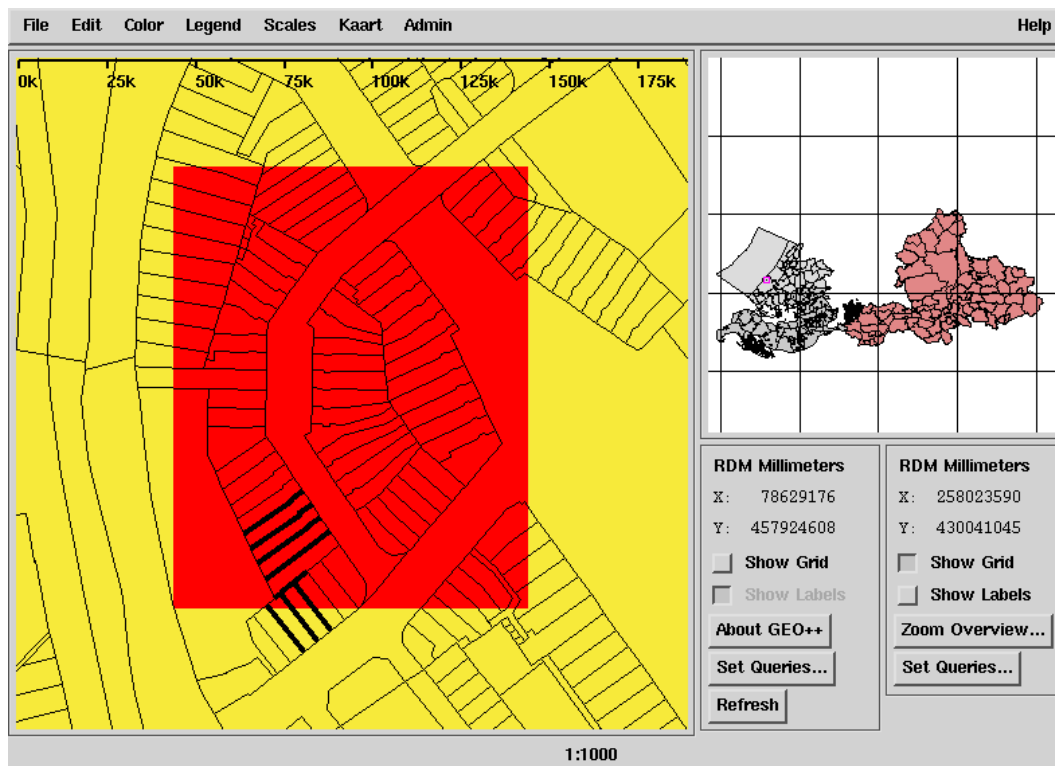 File Edit Color Legend Scales Kaart Admin Help
0k 25k 50k 75k 100k 125k 150k 175k
RDM Millimeters
X: 78629176
Y: 457924608
Show Grid
Show Labels
About GEO++
Set Queries...
Refresh
RDM Millimeters
X: 258023590
Y: 430041045
Show Grid
Show Labels
Zoom Overview...
Set Queries...
1:1000